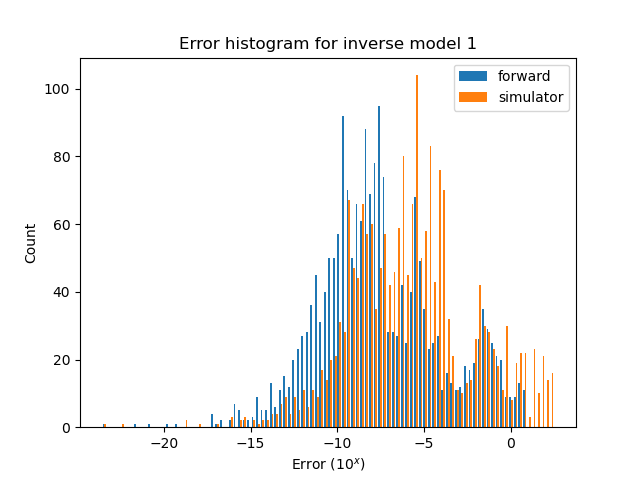 Error histogram for inverse model 1
forward
simulator
100
80
60
40
20
0
Count
−20 −15 −10 −5 0
Error (10^x)